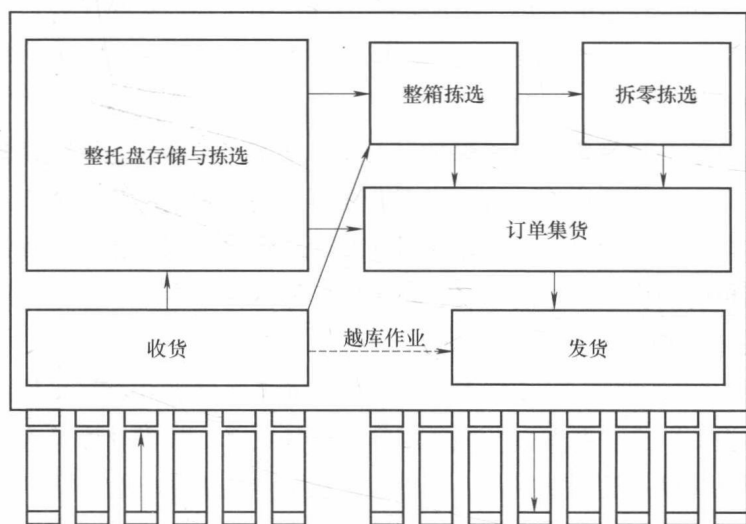 整箱拣选
拆零拣选
整托盘存储与拣选
订单集货
收货
越库作业
发货